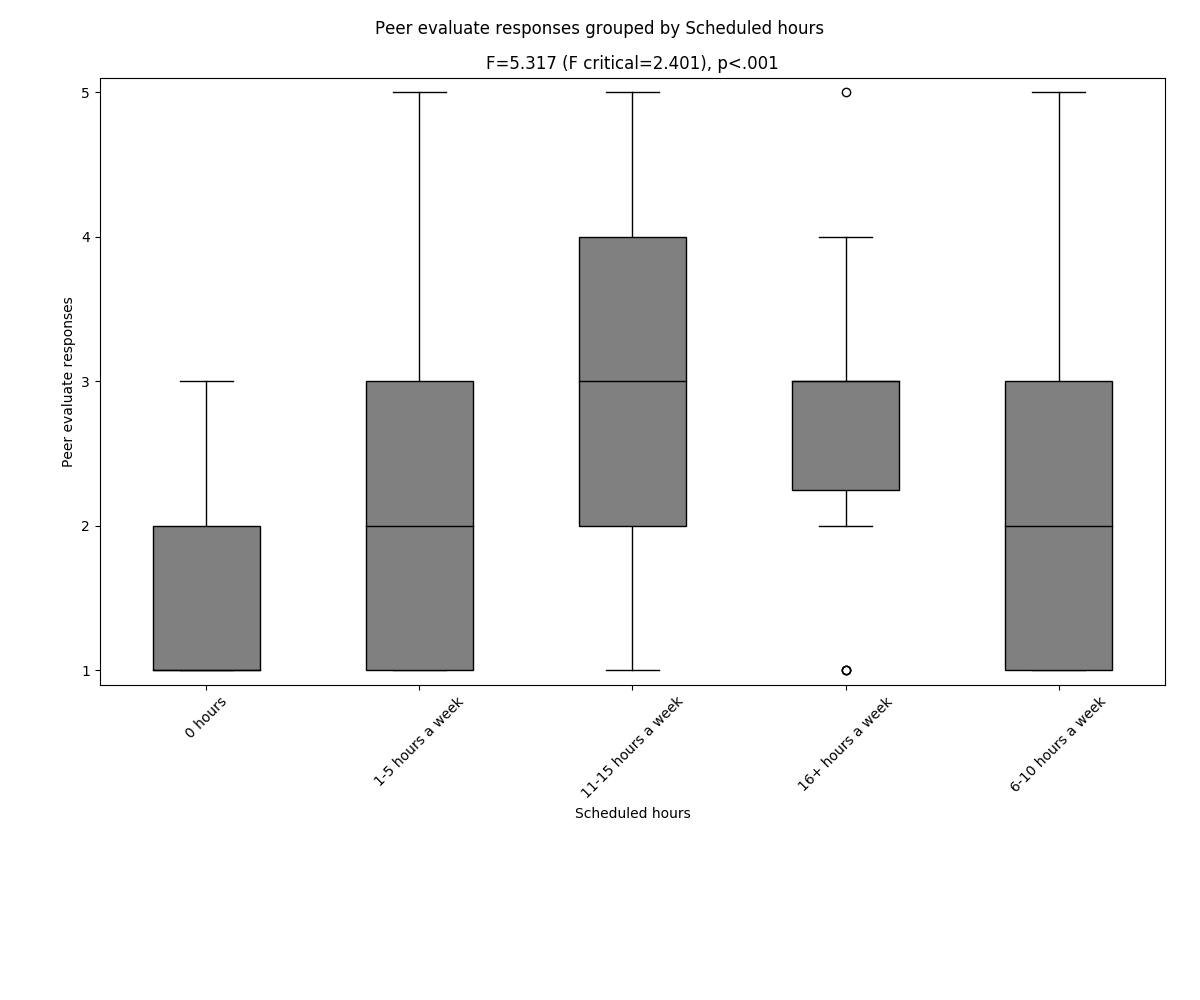 Peer evaluate responses grouped by Scheduled hours
F=5.317 (F critical=2.401), p<.001
Peer evaluate responses
5
4
3
2
1
0 hours
1-5 hours a week
11-15 hours a week
16+ hours a week
6-10 hours a week
Scheduled hours